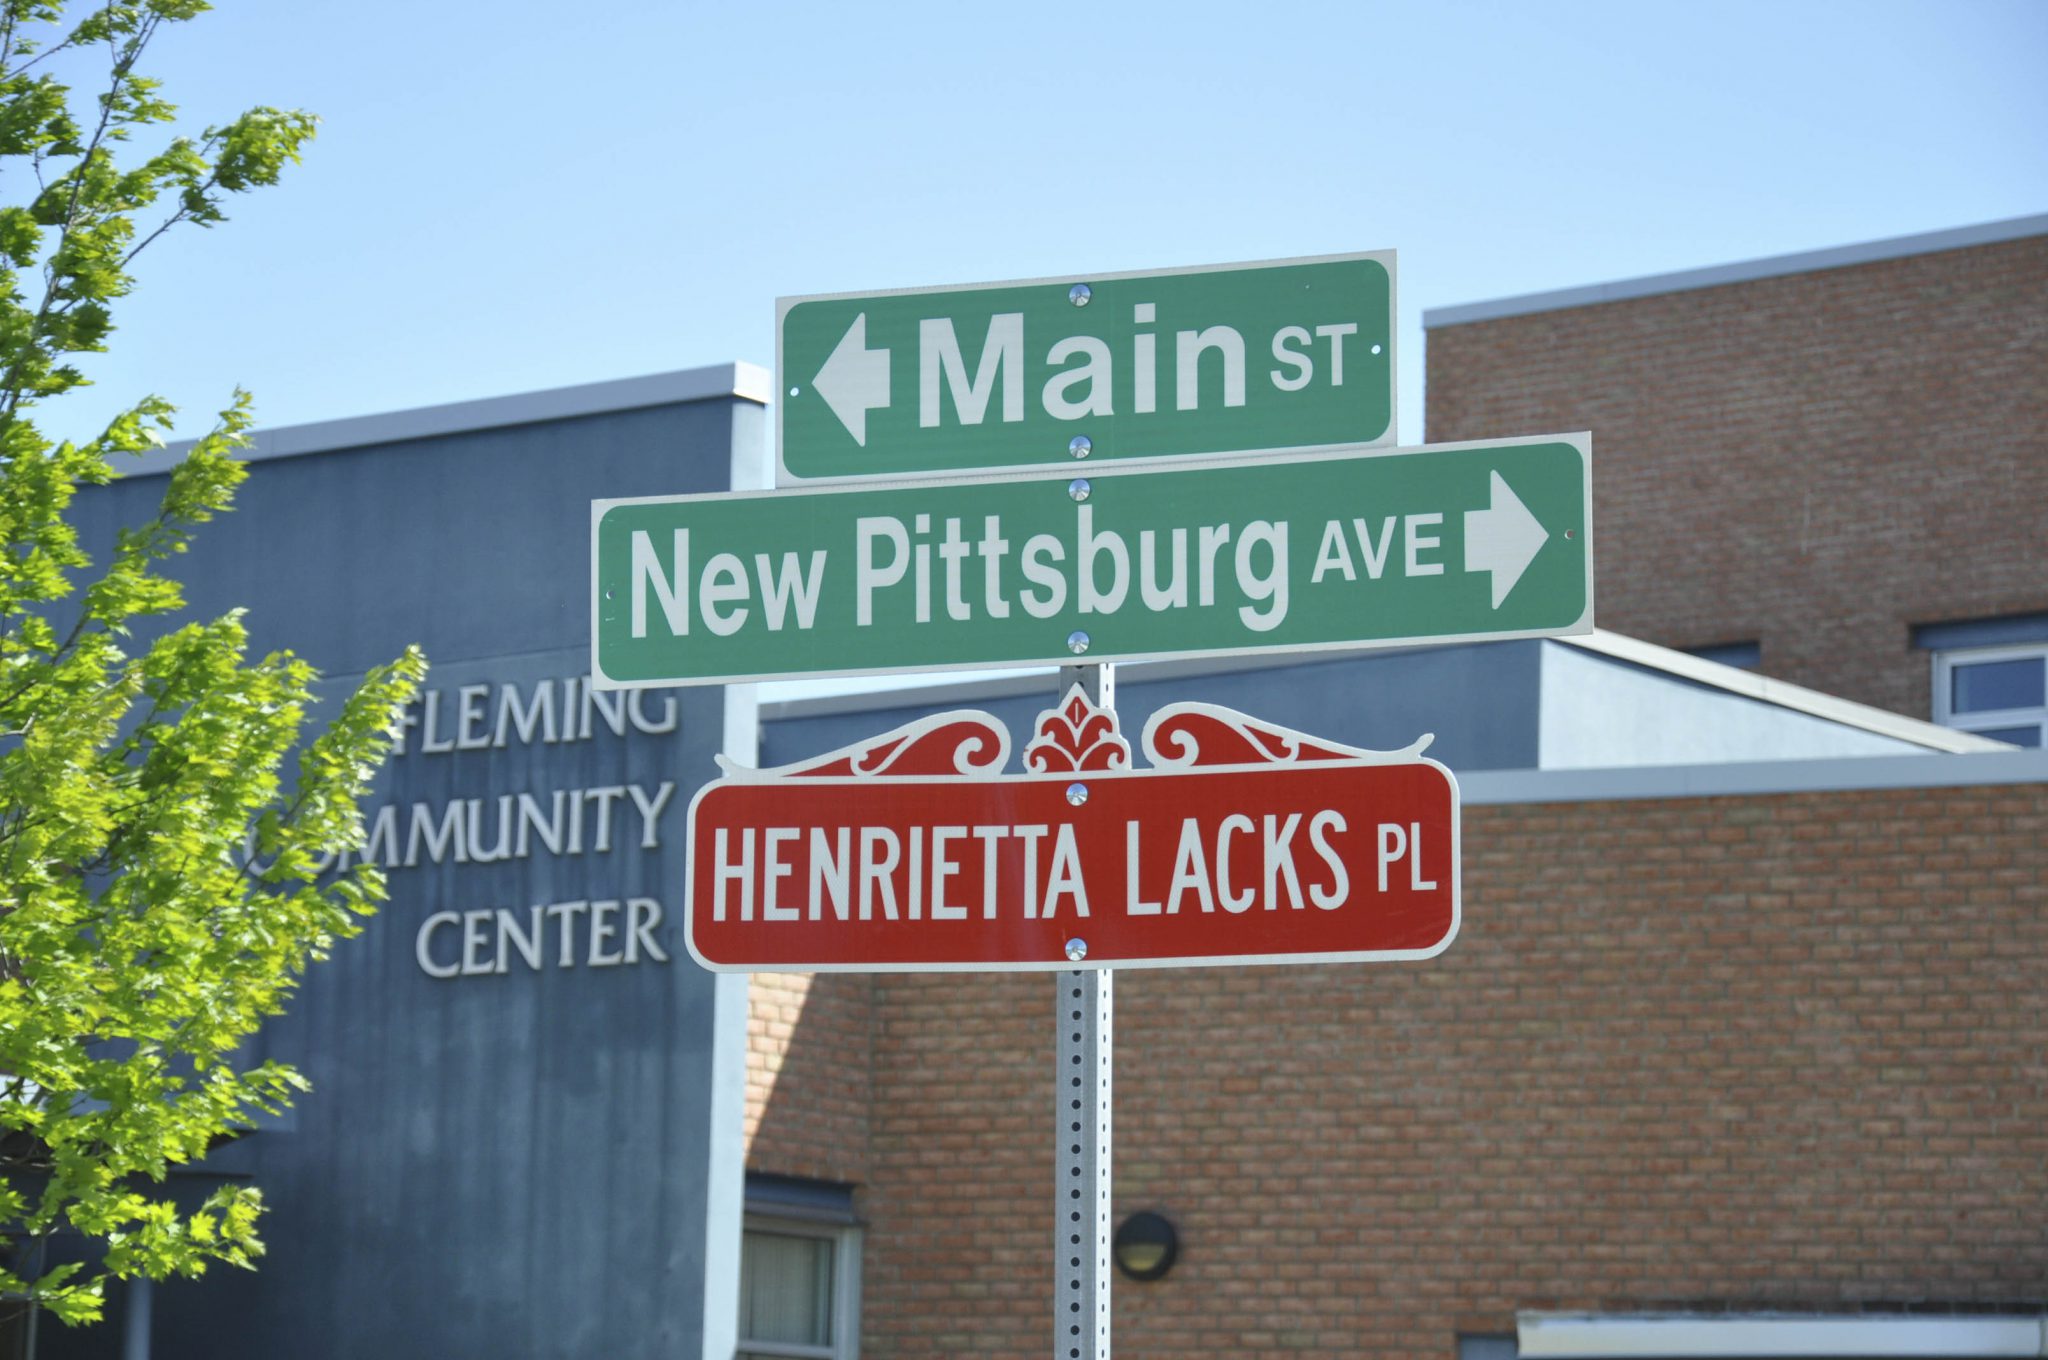 Main ST
New Pittsburg AVE
HENRIETTA LACKS PL
FLEMING
COMMUNITY
CENTER